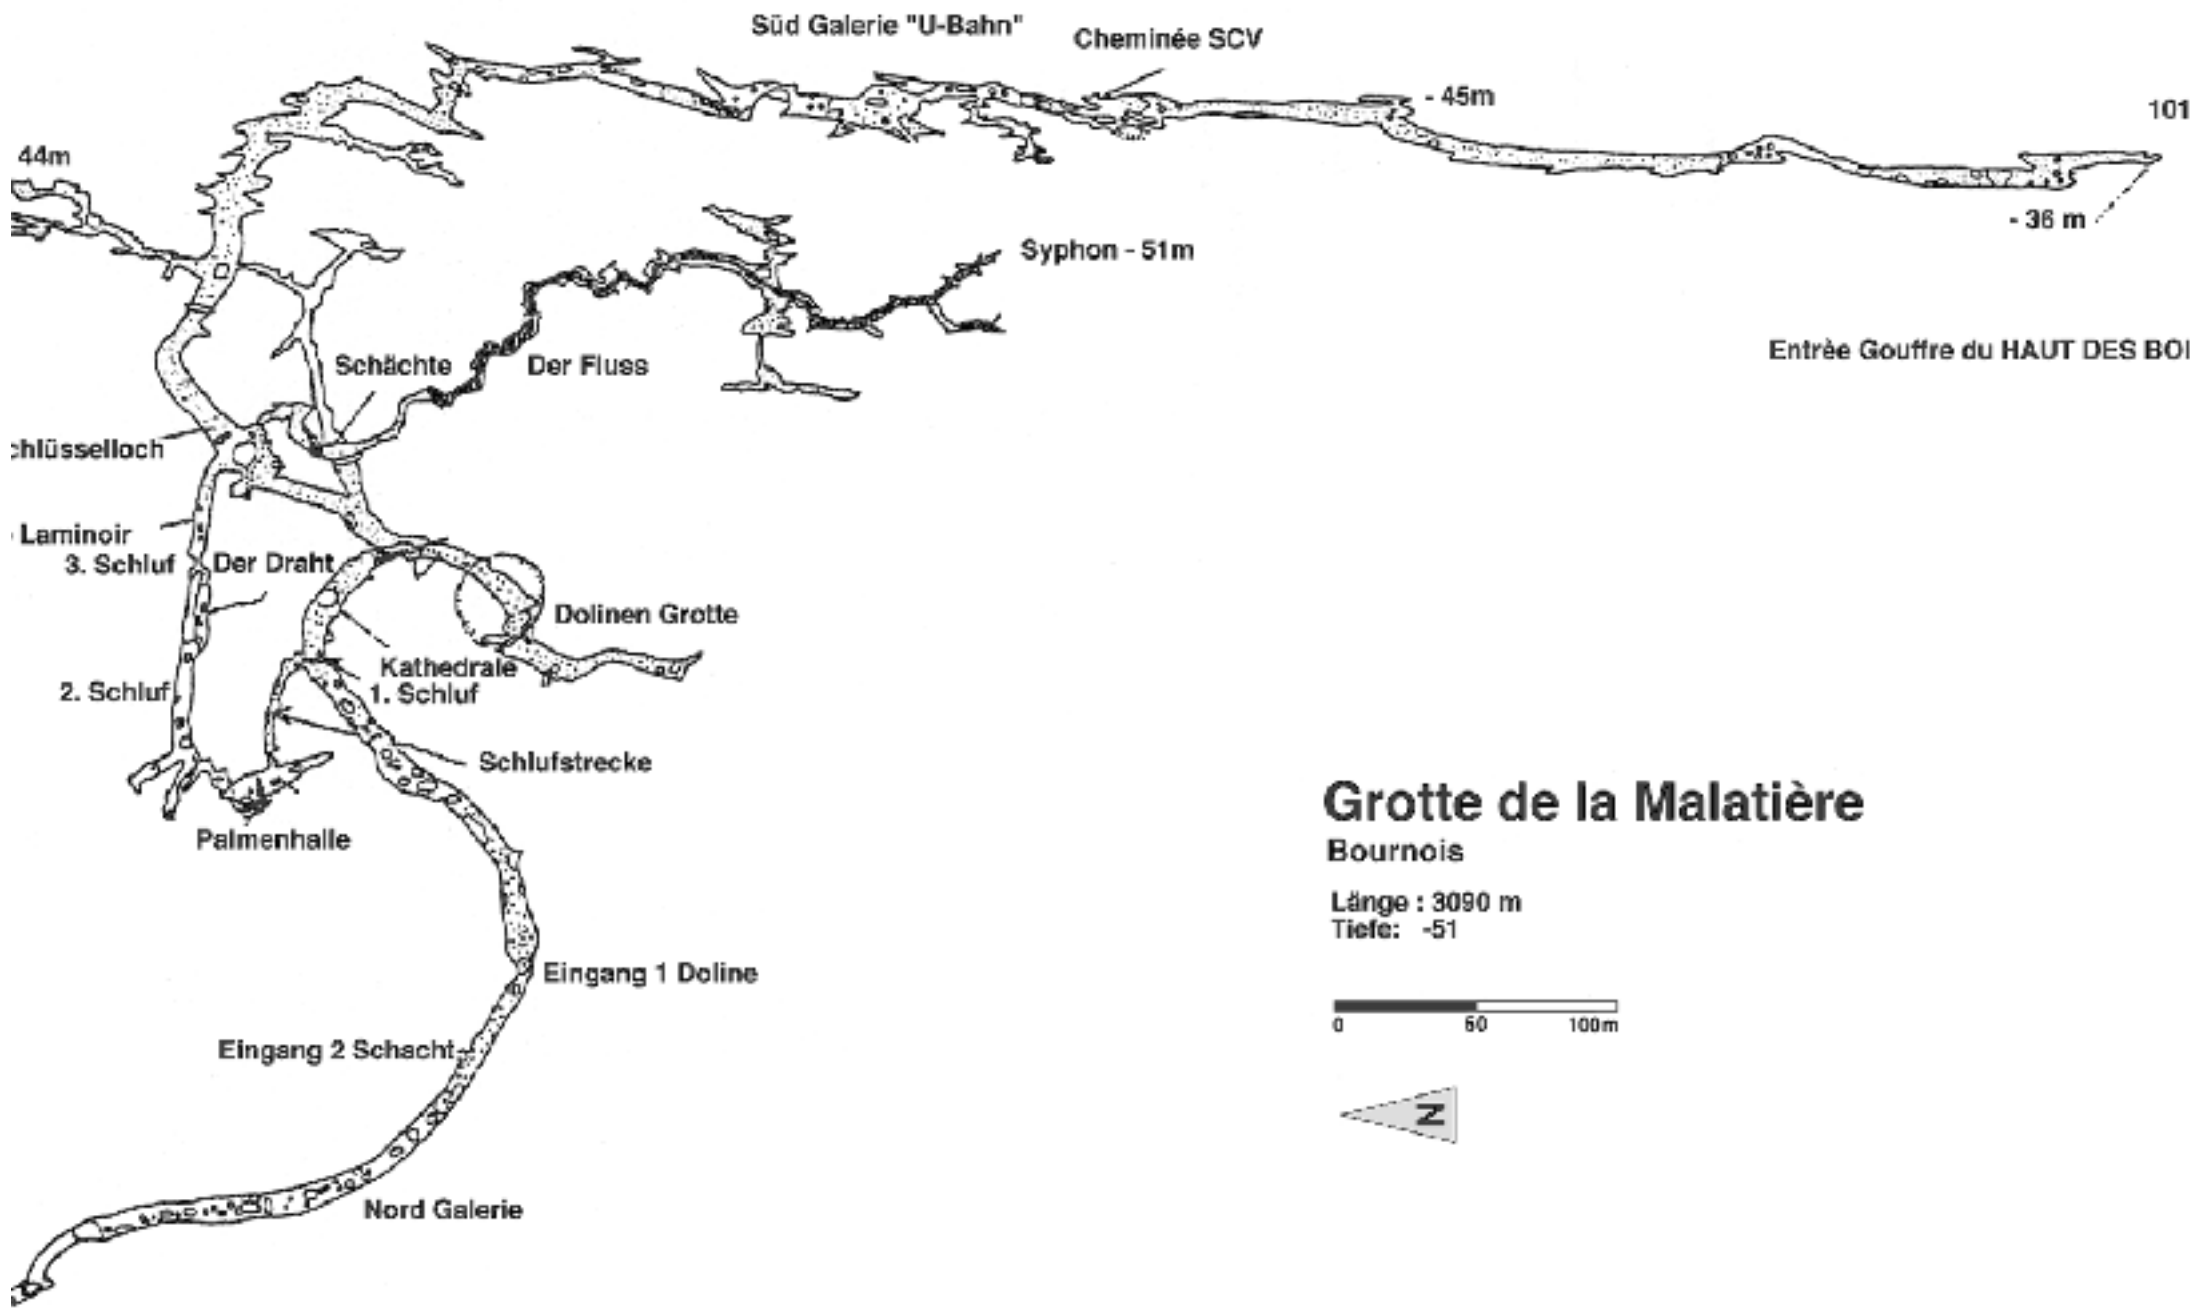 Süd Galerie "U-Bahn"
Cheminée SCV
- 45m
101
44m
- 36 m
Syphon - 51m
Entrèe Gouffre du HAUT DES BOI
Schächte
Der Fluss
chlüsselloch
Laminoir
3. Schluf
Der Draht
Dolinen Grotte
Kathedrale
1. Schluf
2. Schluf
Schlufstrecke
Palmenhalle
Grotte de la Malatière
Bournois
Länge : 3090 m
Tiefe: -51
Eingang 1 Doline
0 50 100m
Eingang 2 Schacht
N
Nord Galerie